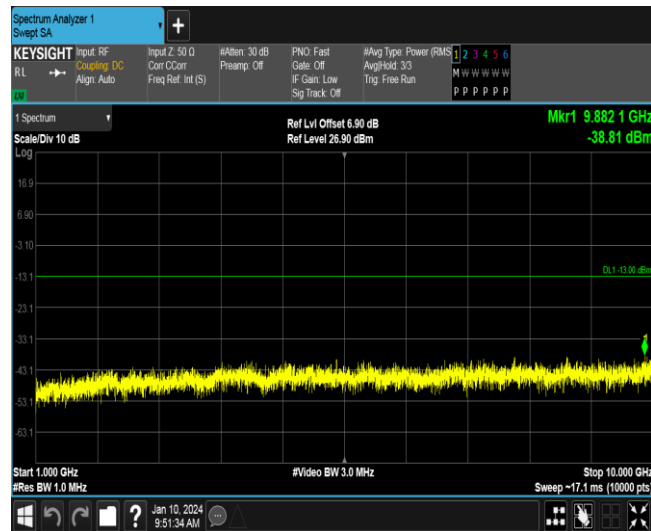 Spectrum Analyzer 1
Swept SA
KEYSIGHT
RL
Input: RF
Coupling: DC
Align: Auto
Input Z: 50 Ω
Corr CCorr
Freq Ref: Int (S)
#Atten: 30 dB
Preamp: Off
PNO: Fast
Gate: Off
IF Gain: Low
Sig Track: Off
#Avg Type: Power (RMS
Avg|Hold: 3/3
Trig: Free Run
1 2 3 4 5 6
M W W W W W
P P P P P P
1 Spectrum
Scale/Div 10 dB
Ref Lvl Offset 6.90 dB
Ref Level 26.90 dBm
Mkr1 9.882 1 GHz
-38.81 dBm
Log
16.9
6.90
-3.10
DL1 -13.00 dBm
-13.1
-23.1
-33.1
1
-43.1
-53.1
-63.1
Start 1.000 GHz
#Video BW 3.0 MHz
Stop 10.000 GHz
#Res BW 1.0 MHz
Sweep ~17.1 ms (10000 pts
?
Jan 10, 2024
9:51:34 AM